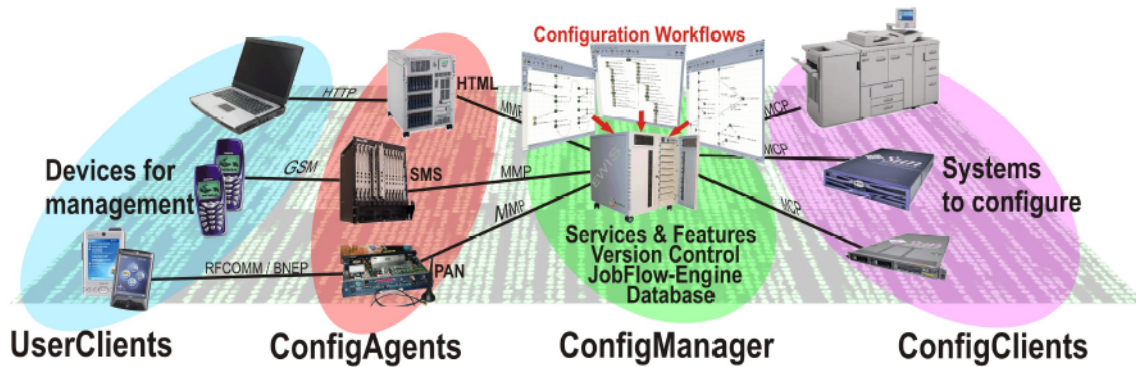 Configuration Workflows
HTTP
HTML
MMP
MCP
Devices for
management
GSM
SMS
MMP
MCP
Sun
Systems
to configure
RFCOMM / BNEP
PAN
MMP
MCP
Services & Features
Version Control
JobFlow-Engine
Database
UserClients
ConfigAgents
ConfigManager
ConfigClients